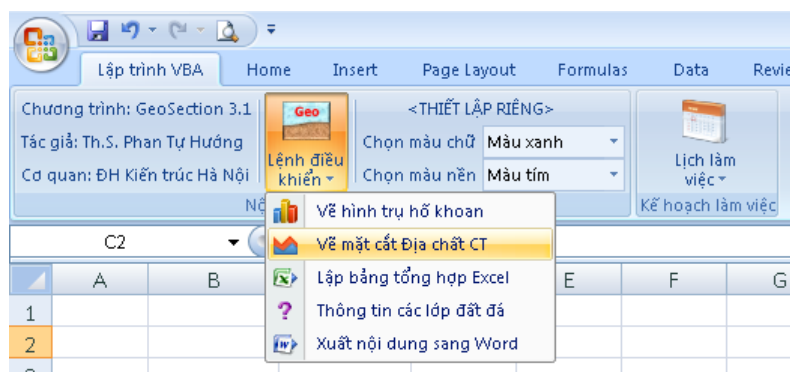 Lập trình VBA Home Insert Page Layout Formulas Data Revie
Chương trình: GeoSection 3.1 Geo <THIẾT LẬP RIÊNG>
Tác giả: Th.S. Phan Tự Hướng Lệnh điều Chọn màu chữ Màu xanh Lịch làm
Cơ quan: ĐH Kiến trúc Hà Nội khiển Chọn màu nền Màu tím việc
Nộ Kế hoạch làm việc
Vẽ hình trụ hố khoan
C2 Vẽ mặt cắt Địa chất CT
A B Lập bảng tổng hợp Excel E F G
1 Thông tin các lớp đất đá
2 Xuất nội dung sang Word